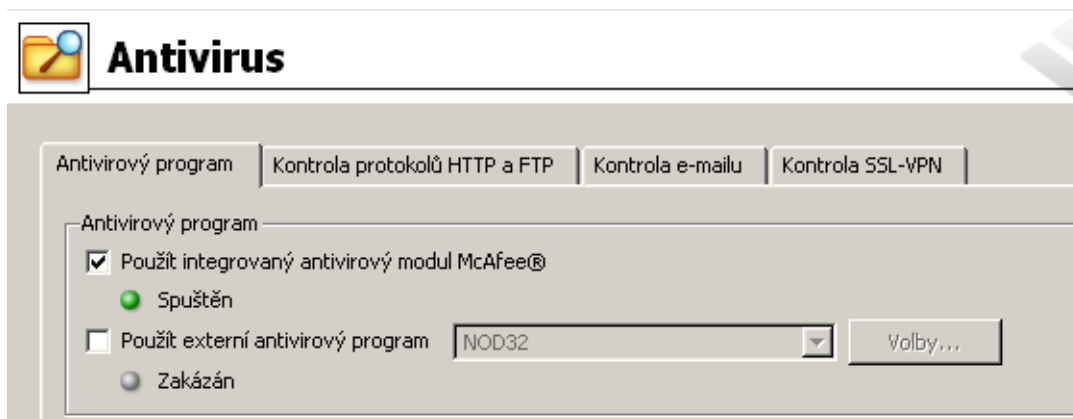 Antivirus
Antivirový program Kontrola protokolů HTTP a FTP Kontrola e-mailu Kontrola SSL-VPN
Antivirový program
Použít integrovaný antivirový modul McAfee®
Spuštěn
Použít externí antivirový program NOD32 Volby...
Zakázán